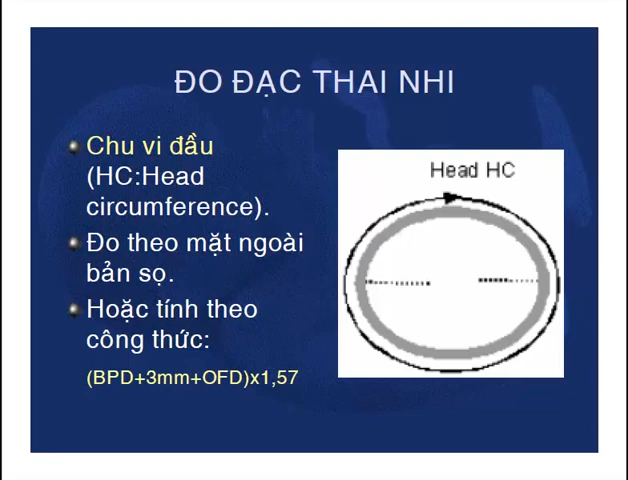 ĐO ĐẠC THAI NHI
Chu vi đầu
(HC:Head
circumference).
Đo theo mặt ngoài
bản sọ.
Hoặc tính theo
công thức:
(BPD+3mm+OFD)x1,57
Head HC